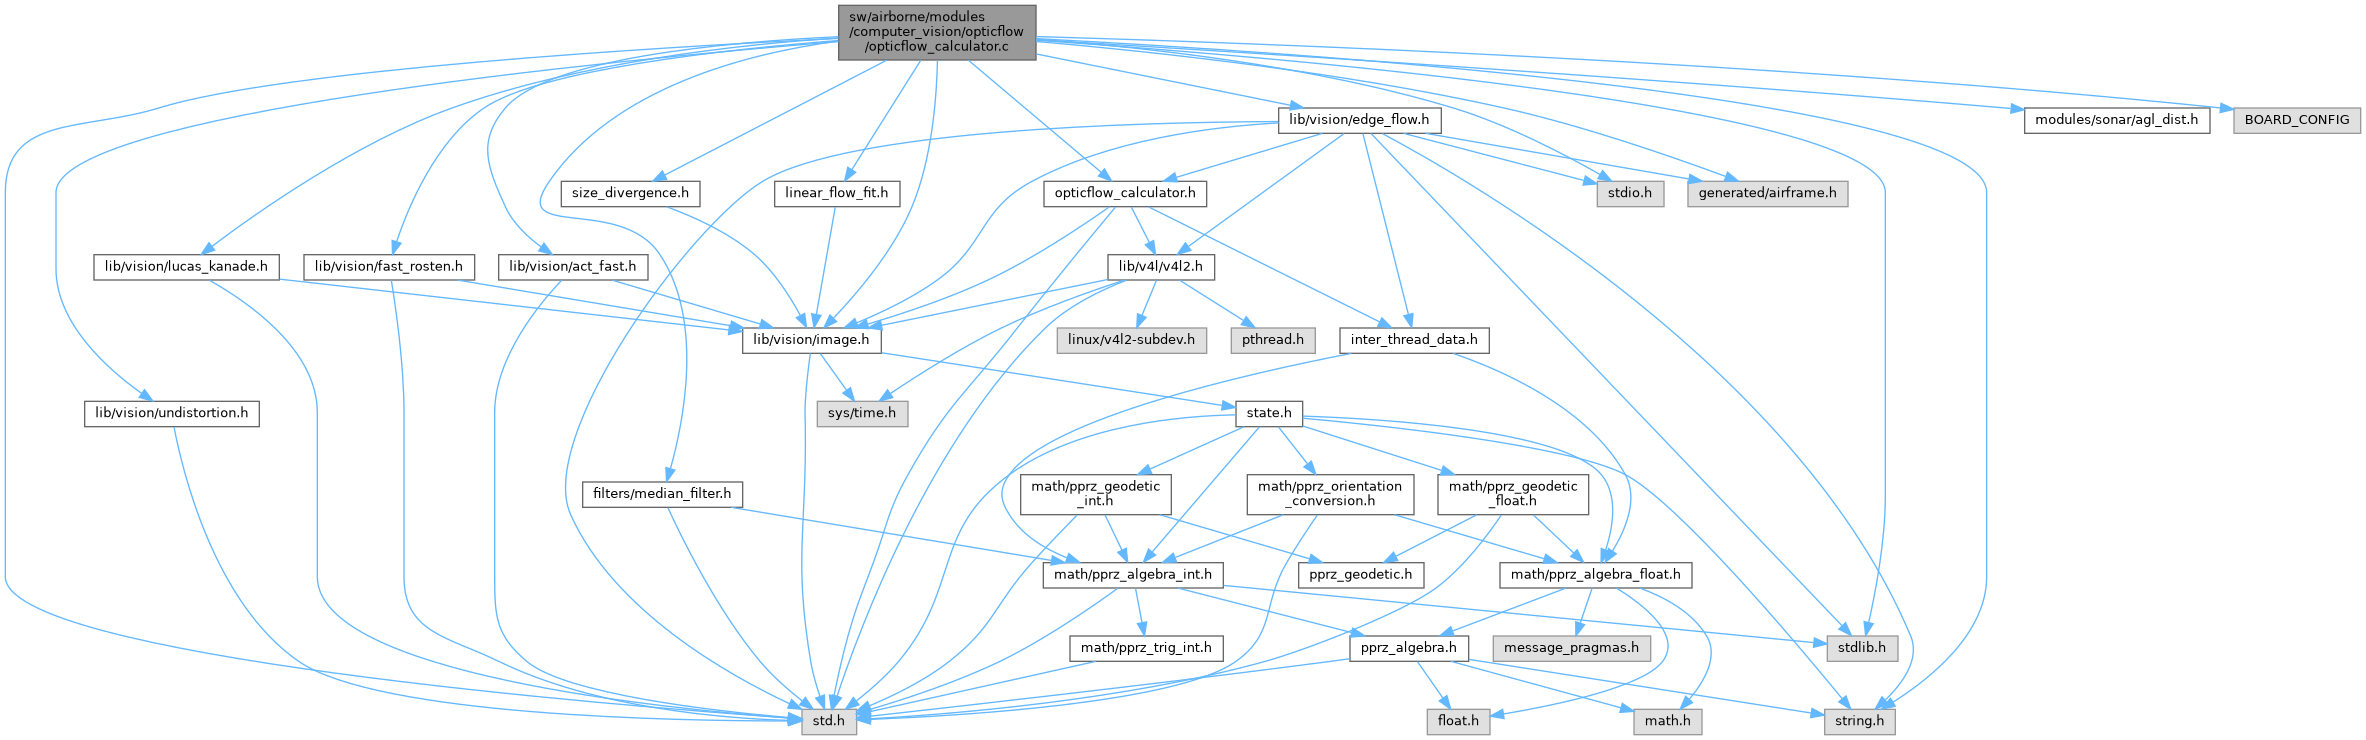 sw/airborne/modules
/computer_vision/opticflow
/opticflow_calculator.c
lib/vision/edge_flow.h
modules/sonar/agl_dist.h
BOARD_CONFIG
size_divergence.h
linear_flow_fit.h
opticflow_calculator.h
stdio.h
generated/airframe.h
lib/vision/lucas_kanade.h
lib/vision/fast_rosten.h
lib/vision/act_fast.h
lib/v4l/v4l2.h
lib/vision/image.h
linux/v4l2-subdev.h
pthread.h
inter_thread_data.h
lib/vision/undistortion.h
sys/time.h
state.h
filters/median_filter.h
math/pprz_geodetic
_int.h
math/pprz_orientation
_conversion.h
math/pprz_geodetic
_float.h
math/pprz_algebra_int.h
pprz_geodetic.h
math/pprz_algebra_float.h
math/pprz_trig_int.h
pprz_algebra.h
message_pragmas.h
stdlib.h
std.h
float.h
math.h
string.h